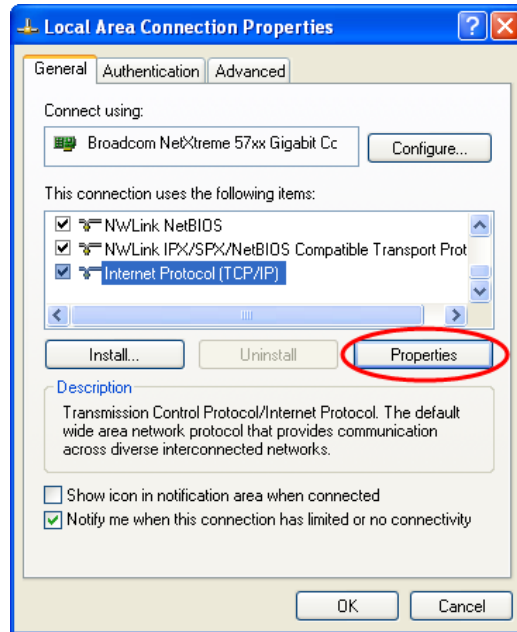 Local Area Connection Properties
General Authentication Advanced
Connect using:
Broadcom NetXtreme 57xx Gigabit Cc
Configure...
This connection uses the following items:
NWLink NetBIOS
NWLink IPX/SPX/NetBIOS Compatible Transport Prot
Internet Protocol (TCP/IP)
Install... Uninstall Properties
Description
Transmission Control Protocol/Internet Protocol. The default
wide area network protocol that provides communication
across diverse interconnected networks.
Show icon in notification area when connected
Notify me when this connection has limited or no connectivity
OK Cancel